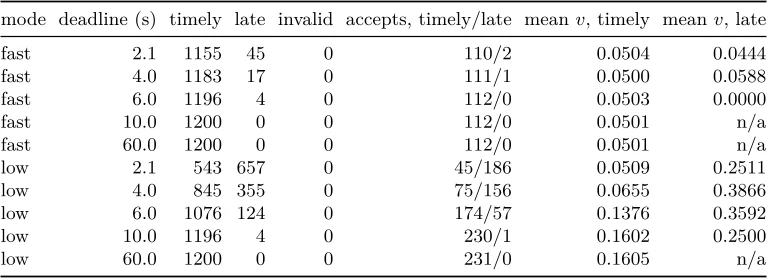 mode deadline (s) timely late invalid accepts, timely/late mean v, timely mean v, late
fast 2.1 1155 45 0 110/2 0.0504 0.0444
fast 4.0 1183 17 0 111/1 0.0500 0.0588
fast 6.0 1196 4 0 112/0 0.0503 0.0000
fast 10.0 1200 0 0 112/0 0.0501 n/a
fast 60.0 1200 0 0 112/0 0.0501 n/a
low 2.1 543 657 0 45/186 0.0509 0.2511
low 4.0 845 355 0 75/156 0.0655 0.3866
low 6.0 1076 124 0 174/57 0.1376 0.3592
low 10.0 1196 4 0 230/1 0.1602 0.2500
low 60.0 1200 0 0 231/0 0.1605 n/a